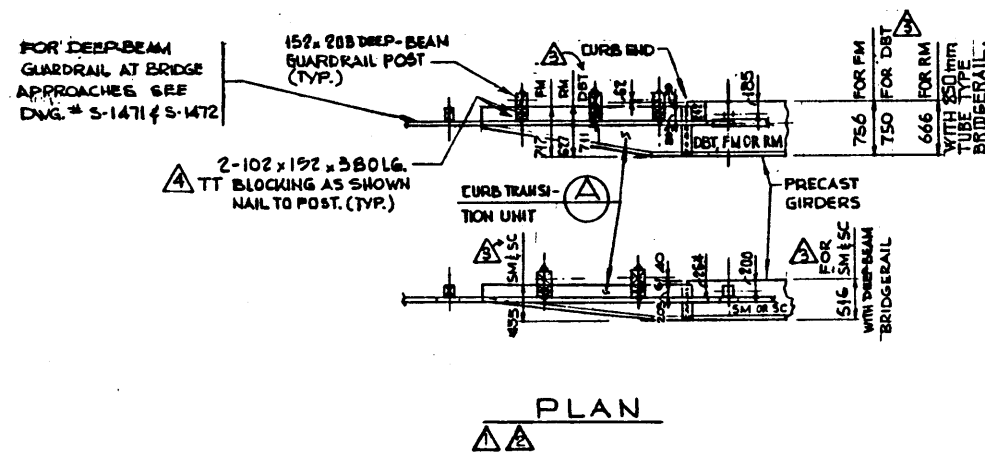 FOR DEEP-BEAM
GUARDRAIL AT BRIDGE
APPROACHES SEE
DWG. # S-1471 & S-1472
152 x 203 DEEP-BEAM
GUARDRAIL POST
(TYP.)
2-102 x 152 x 380 LG.
4 TT BLOCKING AS SHOWN
NAIL TO POST. (TYP.)
3
CURB END
717 FM
627 RM
711 DBT
62
185
DBT, FM OR RM
3
756 FOR FM
750 FOR DBT
666 FOR RM
WITH 850mm
TUBE TYPE
BRIDGERAIL
CURB TRANSI-
TION UNIT
A
PRECAST
GIRDERS
3
SM & SC
40
264
200
SM OR SC
3
516 FOR SM & SC
WITH DEEP-BEAM
BRIDGERAIL
PLAN
1 2